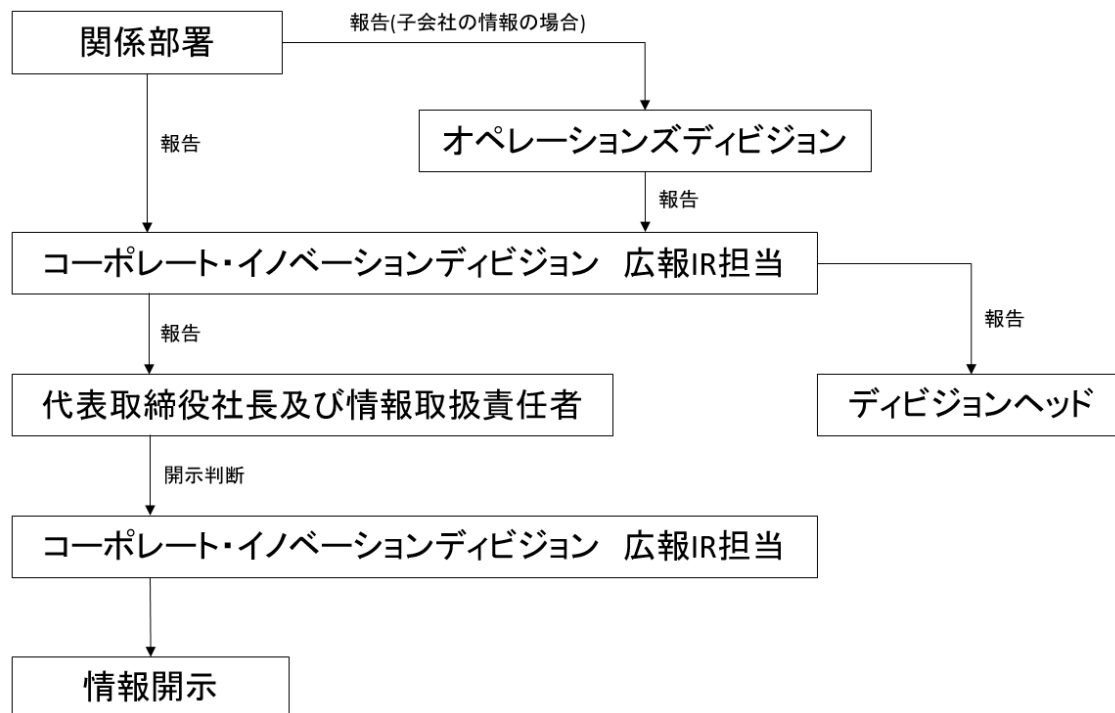 関係部署
報告(子会社の情報の場合)
オペレーションズディビジョン
報告
報告
コーポレート・イノベーションディビジョン　広報IR担当
報告
報告
代表取締役社長及び情報取扱責任者
ディビジョンヘッド
開示判断
コーポレート・イノベーションディビジョン　広報IR担当
情報開示